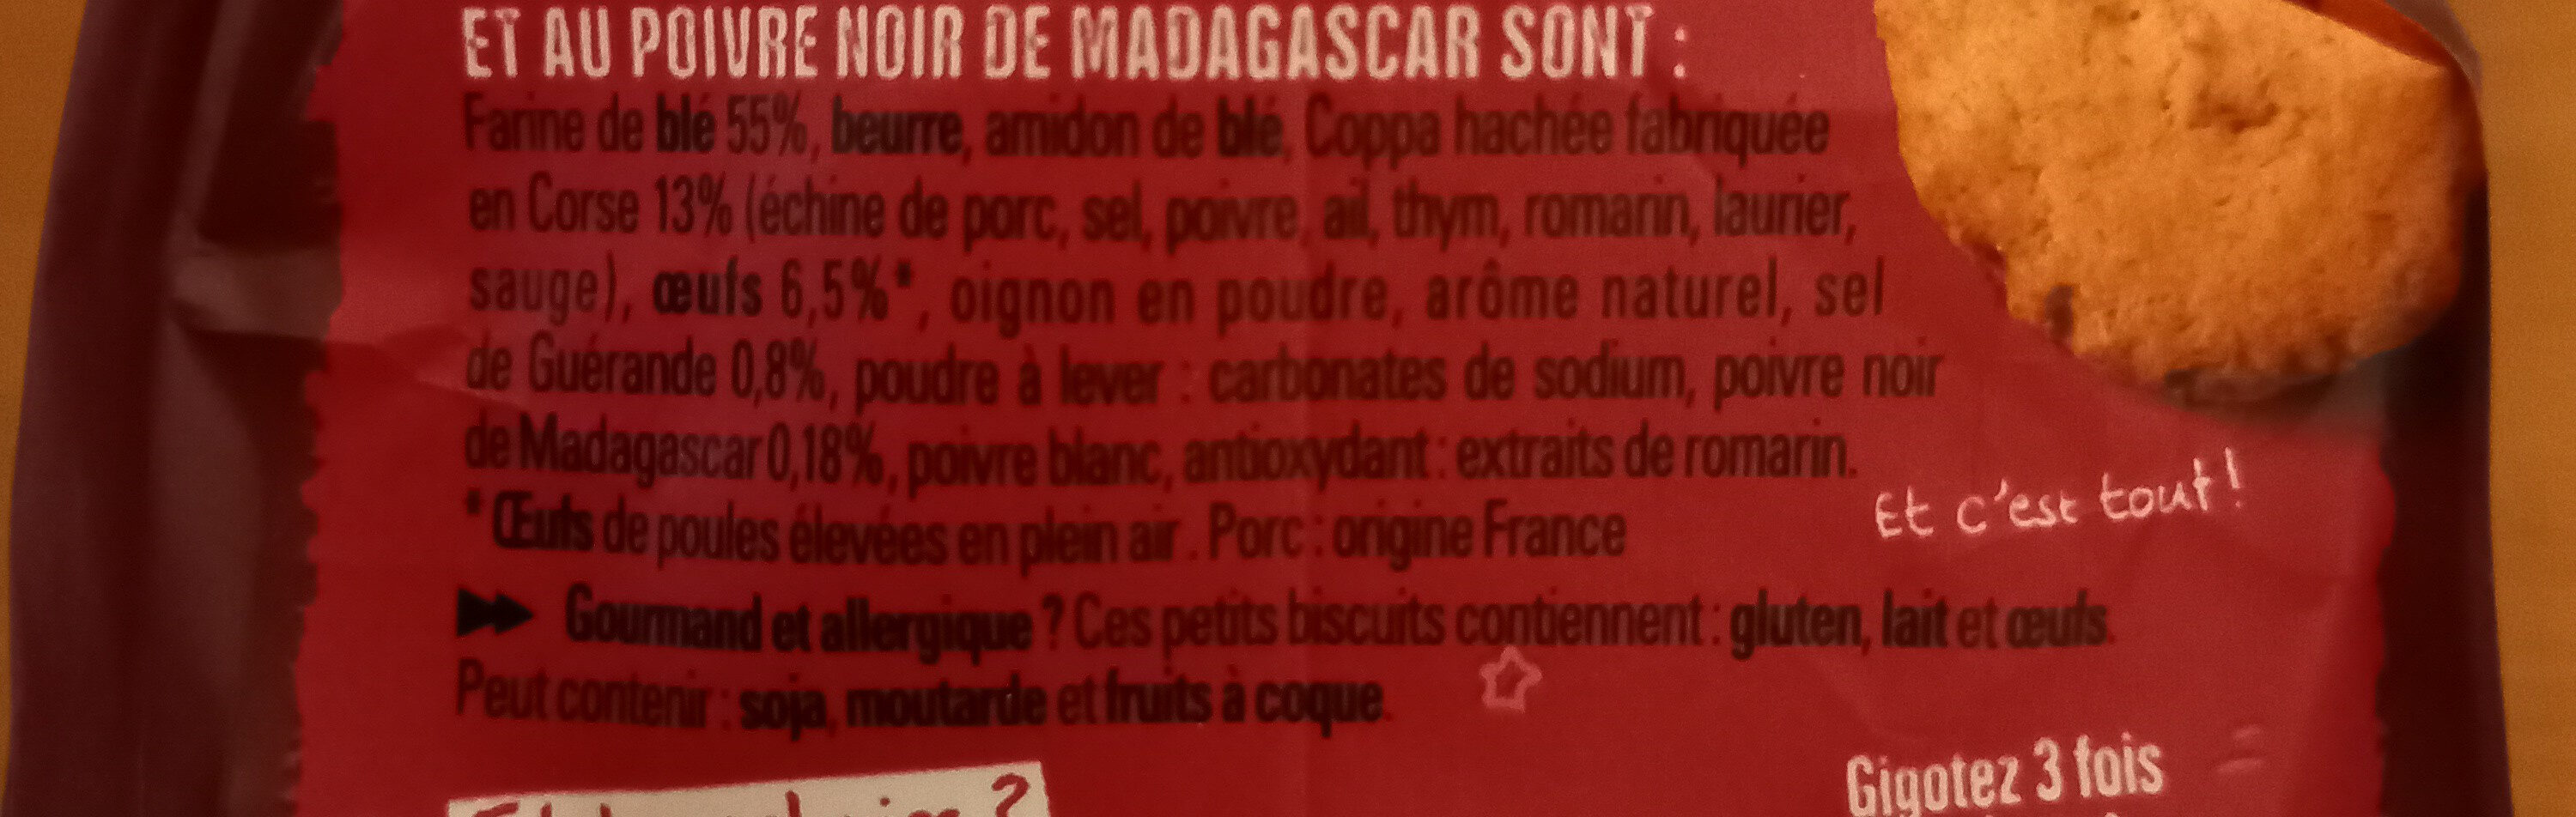 ET AU POIVRE NOIR DE MADAGASCAR SONT :
Farine de blé 55%, beurre, amidon de blé, Coppa hachée fabriquée
en Corse 13% (échine de porc, sel, poivre, ail, thym, romarin, laurier,
sauge), œufs 6,5%*, oignon en poudre, arôme naturel, sel
de Guérande 0,8%, poudre à lever : carbonates de sodium, poivre noir
de Madagascar 0,18%, poivre blanc, antioxydant : extraits de romarin.
* Œufs de poules élevées en plein air. Porc : origine France
Et c'est tout !
Gourmand et allergique ? Ces petits biscuits contiennent : gluten, lait et œufs.
Peut contenir : soja, moutarde et fruits à coque.
Gigotez 3 fois